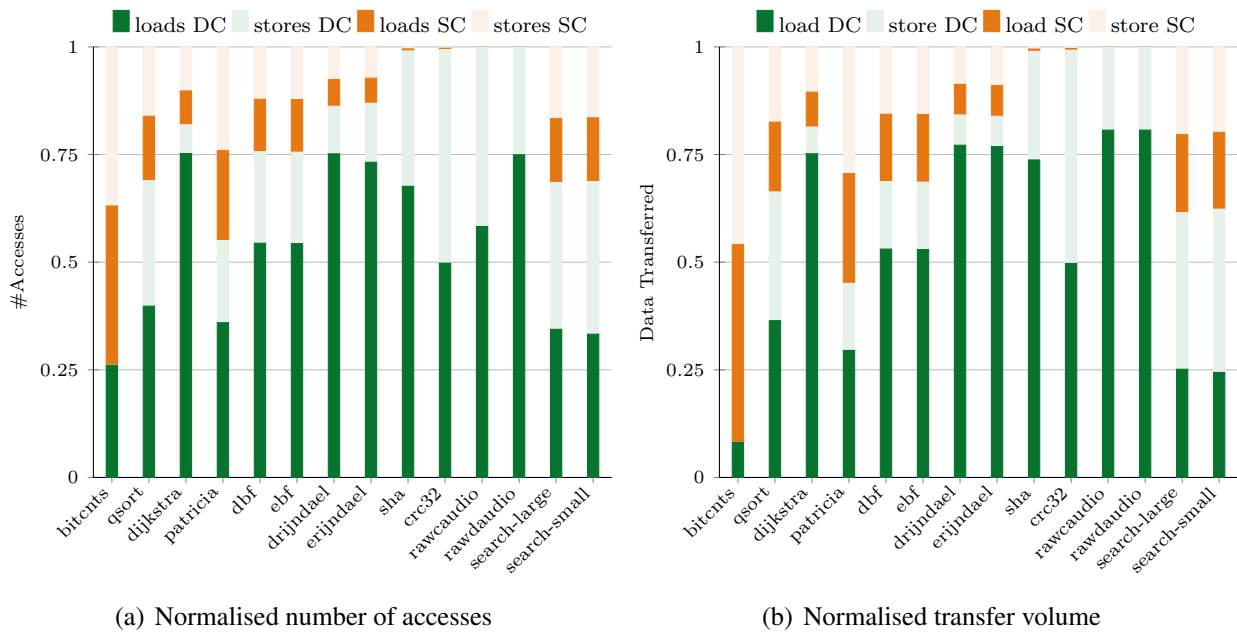 loads DC stores DC loads SC stores SC
1
0.75
0.5
0.25
0
#Accesses
bitcnts
qsort
dijkstra
patricia
dbf
ebf
drijndael
erijndael
sha
crc32
rawcaudio
rawdaudio
search-large
search-small
(a) Normalised number of accesses
load DC store DC load SC store SC
1
0.75
0.5
0.25
0
Data Transferred
bitcnts
qsort
dijkstra
patricia
dbf
ebf
drijndael
erijndael
sha
crc32
rawcaudio
rawdaudio
search-large
search-small
(b) Normalised transfer volume